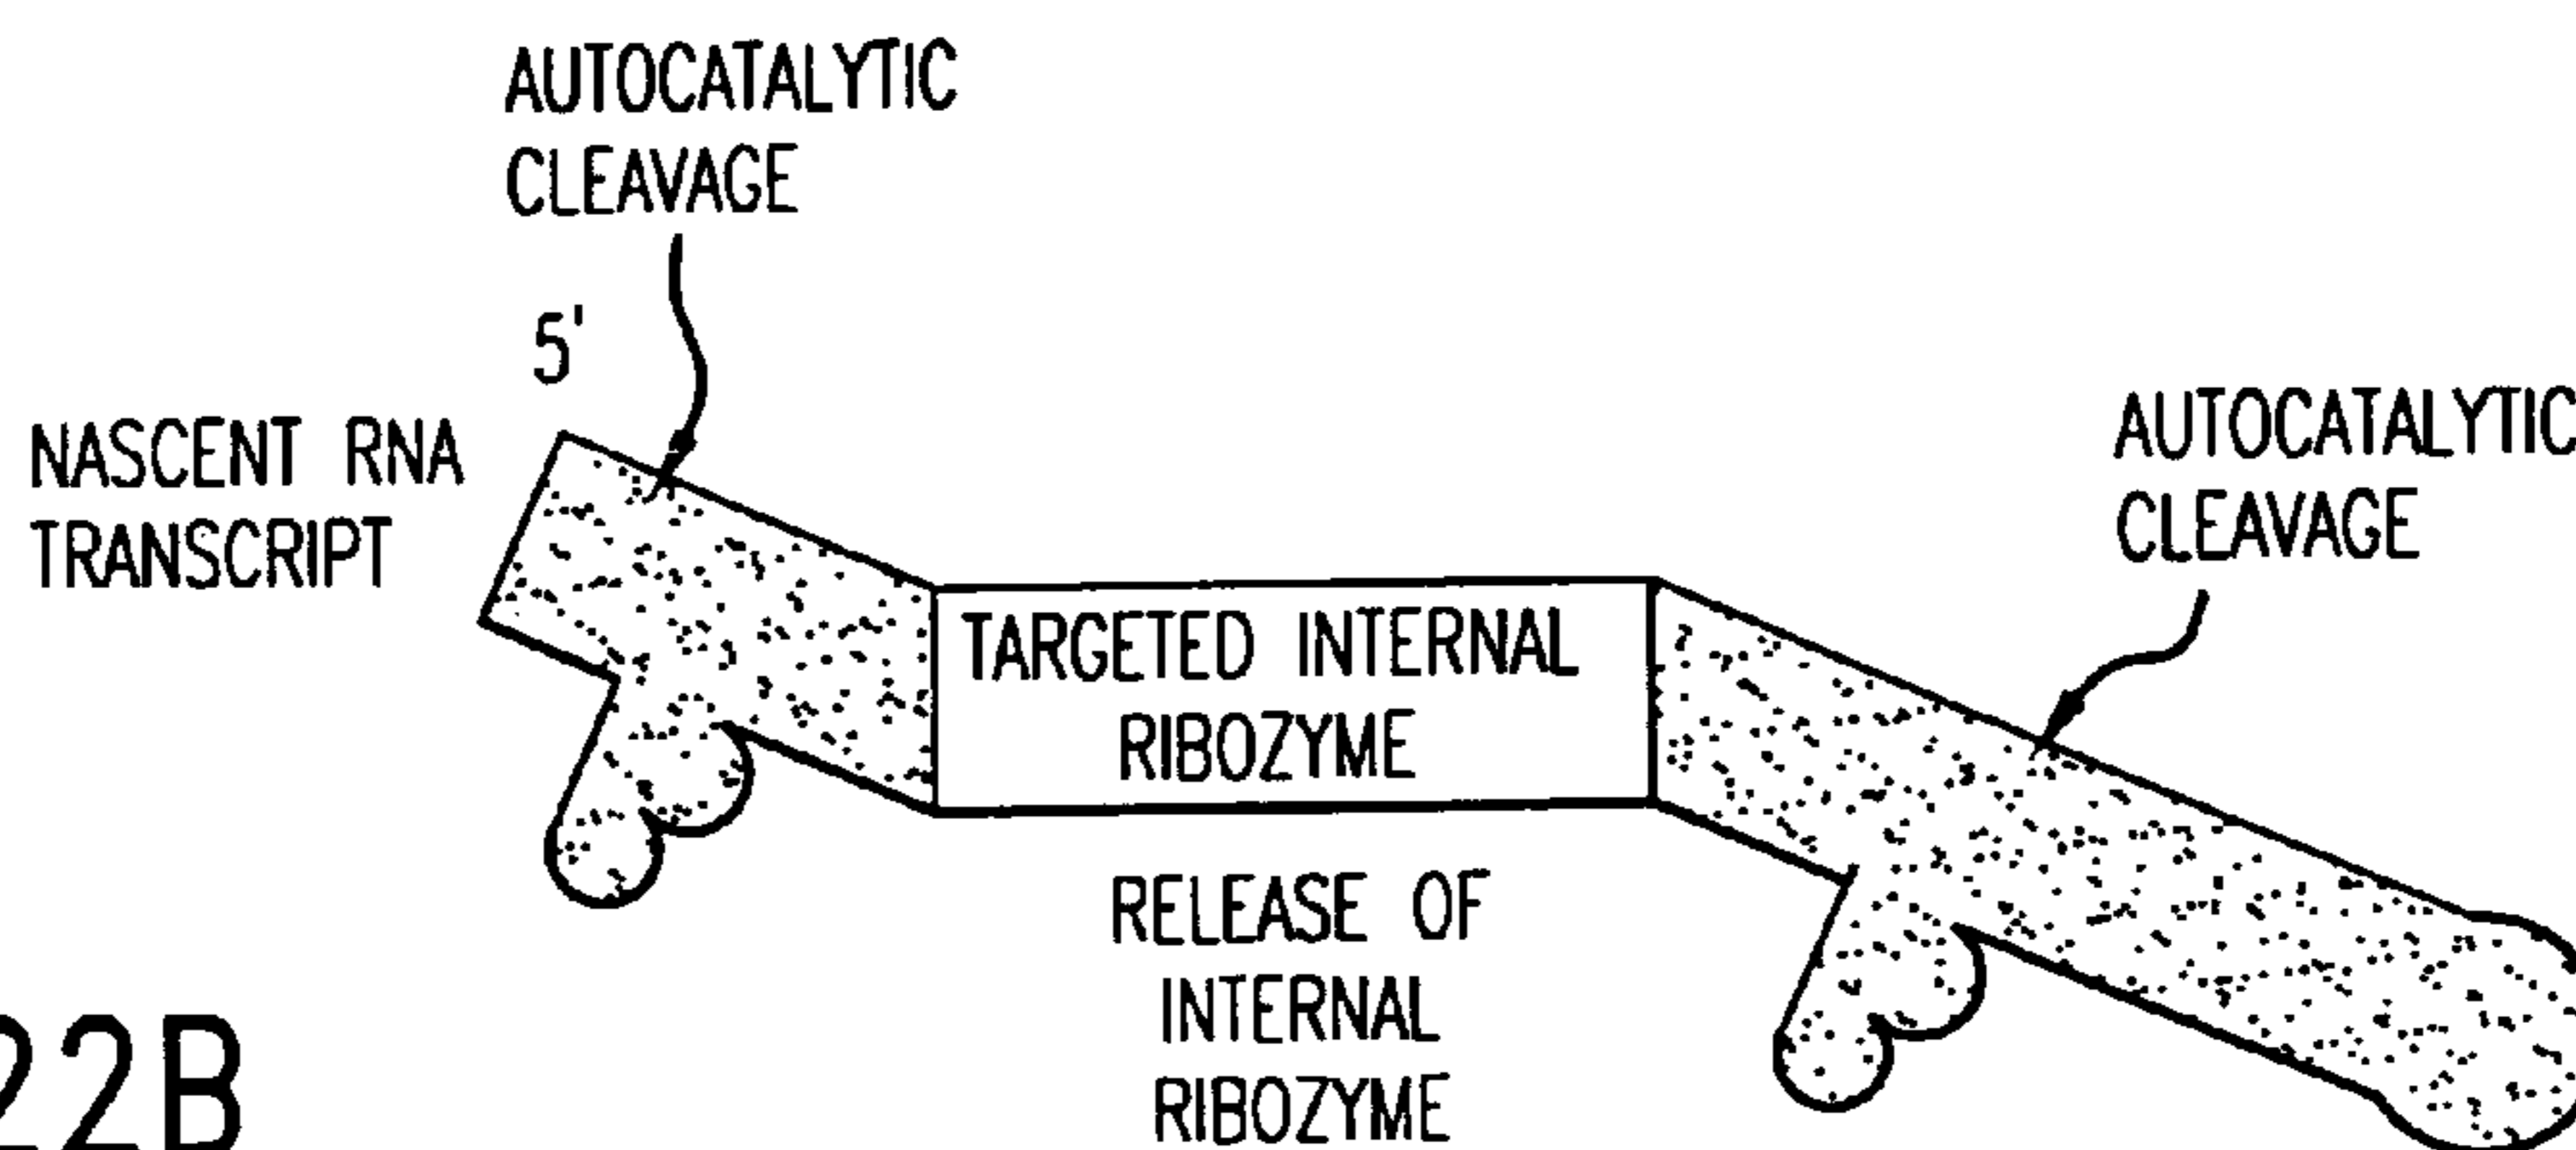 AUTOCATALYTIC
CLEAVAGE
5'
NASCENT RNA
TRANSCRIPT
AUTOCATALYTIC
CLEAVAGE
TARGETED INTERNAL
RIBOZYME
RELEASE OF
INTERNAL
RIBOZYME
22B